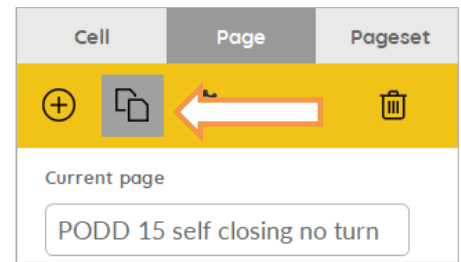 Cell Page Pageset
Current page
PODD 15 self closing no turn